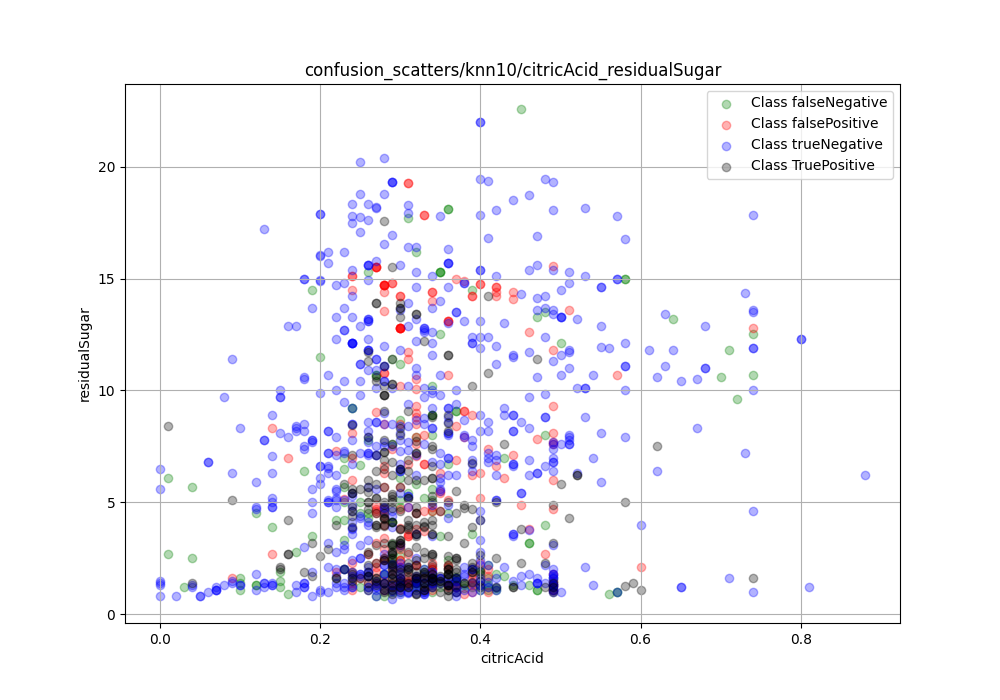 confusion_scatters/knn10/citricAcid_residualSugar
Class falseNegative
Class falsePositive
Class trueNegative
Class TruePositive
residualSugar
20
15
10
5
0
0.0
0.2
0.4
0.6
0.8
citricAcid